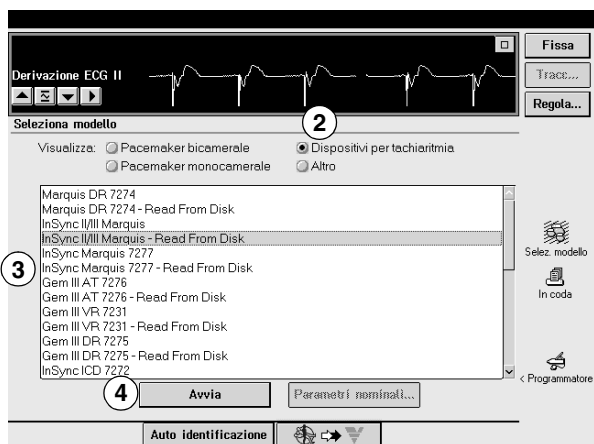 Derivazione ECG II
Fissa
Trace...
Regola...
Seleziona modello
2
Visualizza:
Pacemaker bicamerale
Dispositivi per tachiaritmia
Pacemaker monocamerale
Altro
3
Marquis DR 7274
Marquis DR 7274 - Read From Disk
InSync II/III Marquis
InSync II/III Marquis - Read From Disk
InSync Marquis 7277
InSync Marquis 7277 - Read From Disk
Gem III AT 7276
Gem III AT 7276 - Read From Disk
Gem III VR 7231
Gem III VR 7231 - Read From Disk
Gem III DR 7275
Gem III DR 7275 - Read From Disk
InSync ICD 7272
Selez. modello
In coda
< Programmatore
4
Avvia
Parametri nominali...
Auto identificazione